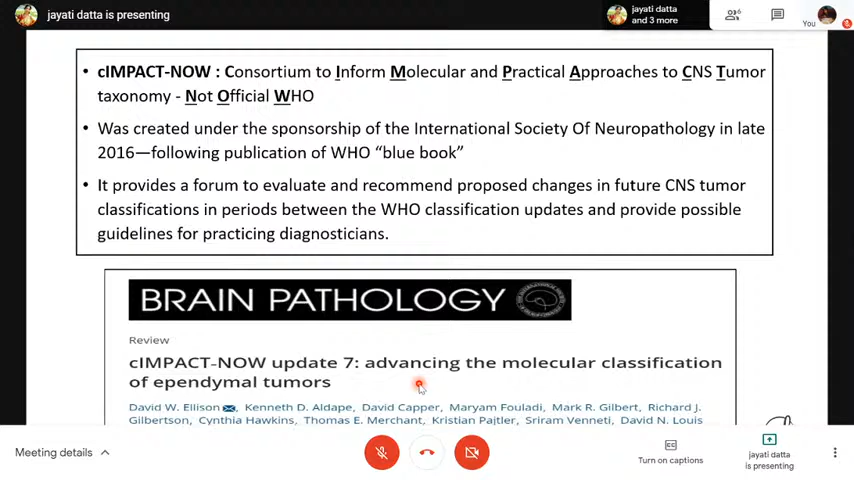 jayati datta is presenting
jayati datta
and 3 more
6
You
• cIMPACT-NOW : Consortium to Inform Molecular and Practical Approaches to CNS Tumor
taxonomy - Not Official WHO
• Was created under the sponsorship of the International Society Of Neuropathology in late
2016—following publication of WHO “blue book”
• It provides a forum to evaluate and recommend proposed changes in future CNS tumor
classifications in periods between the WHO classification updates and provide possible
guidelines for practicing diagnosticians.
BRAIN PATHOLOGY
Review
cIMPACT-NOW update 7: advancing the molecular classification
of ependymal tumors
David W. Ellison, Kenneth D. Aldape, David Capper, Maryam Fouladi, Mark R. Gilbert, Richard J.
Gilbertson, Cynthia Hawkins, Thomas E. Merchant, Kristian Pajtler, Sriram Venneti, David N. Louis
Meeting details
Turn on captions
jayati datta
is presenting